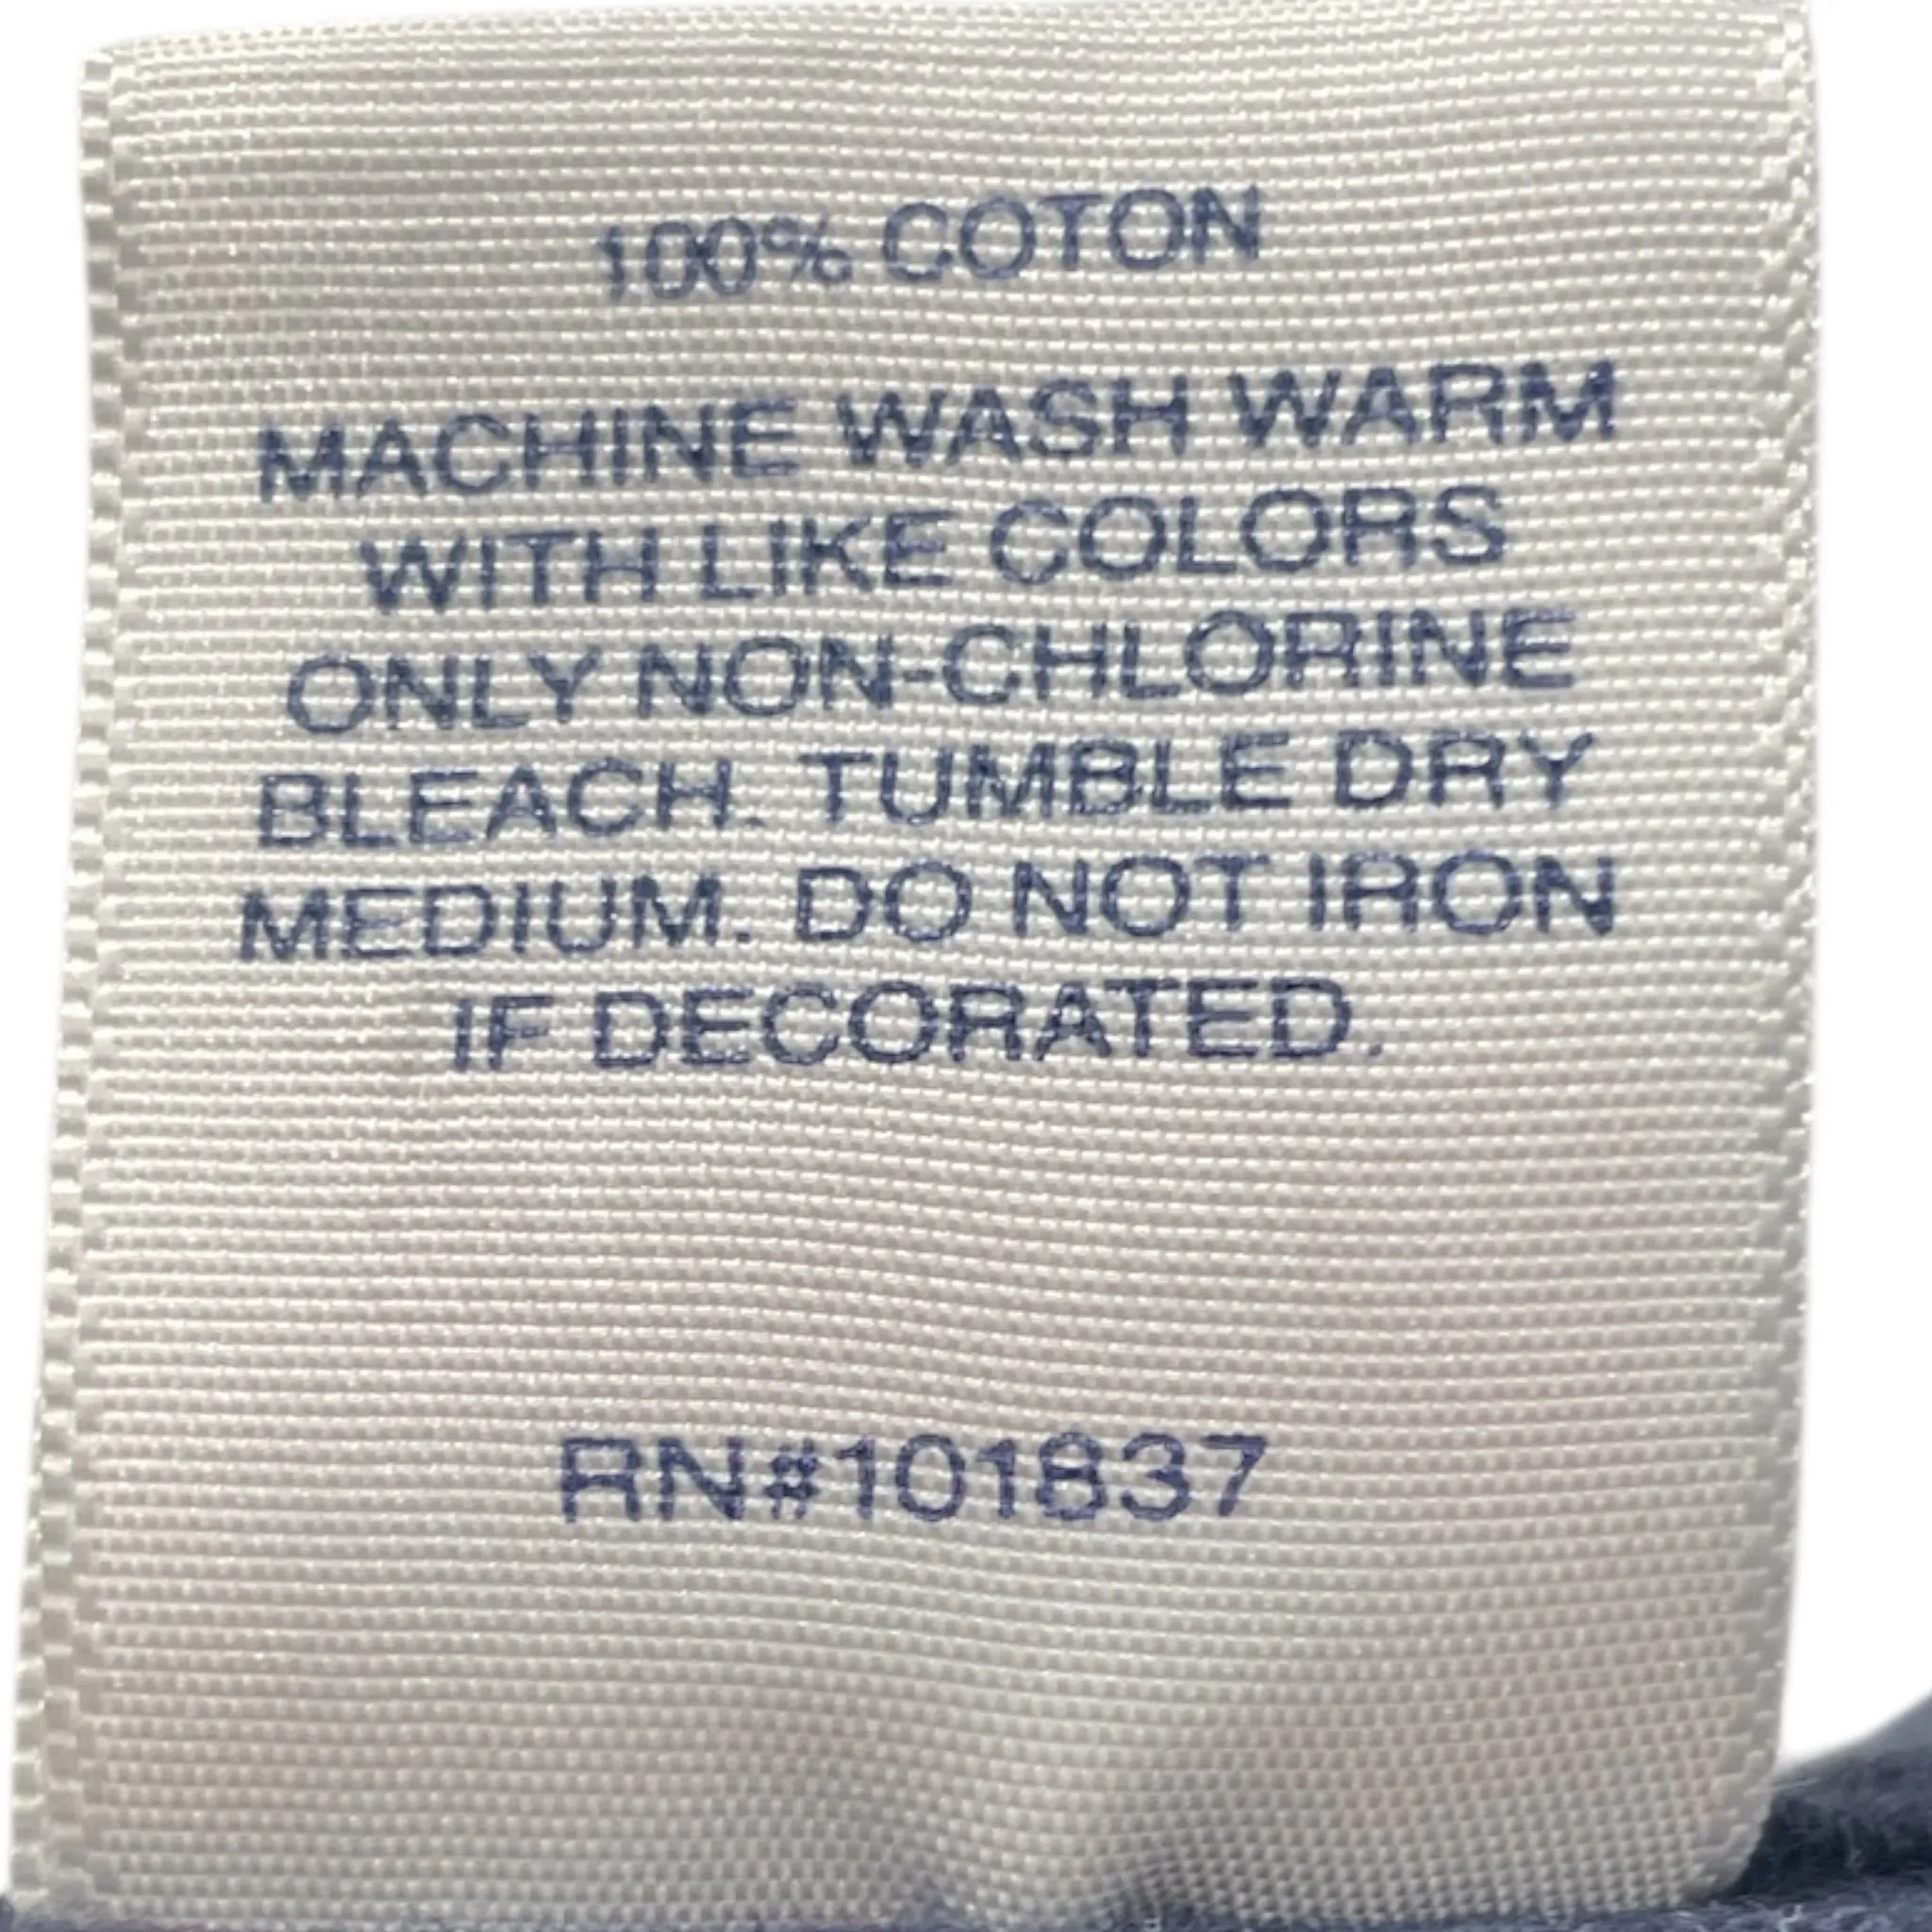 100% COTON
MACHINE WASH WARM
WITH LIKE COLORS
ONLY NON-CHLORINE
BLEACH. TUMBLE DRY
MEDIUM. DO NOT IRON
IF DECORATED.
RN#101837